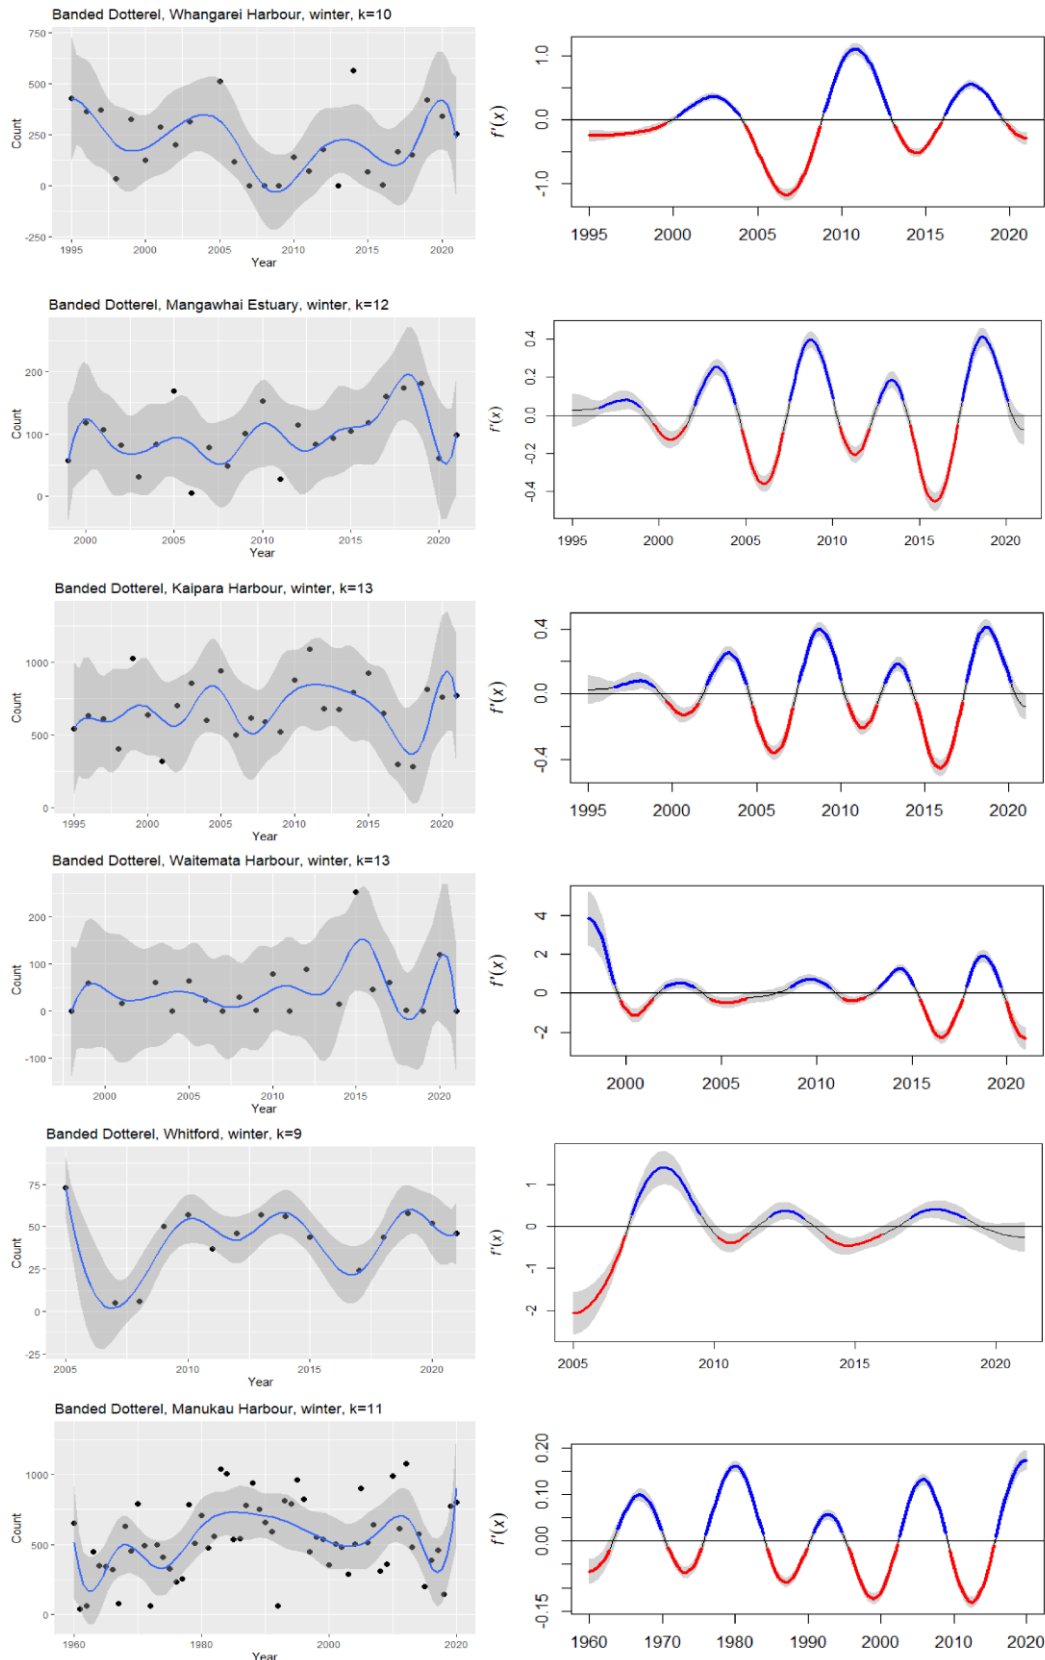 Banded Dotterel, Whangarei Harbour, winter, k=10
750
500
250
0
-250
Count
1995 2000 2005 2010 2015 2020
Year
1.0
0.0
-1.0
f'(x)
1995 2000 2005 2010 2015 2020
Banded Dotterel, Mangawhai Estuary, winter, k=12
200
100
0
Count
2000 2005 2010 2015 2020
Year
0.4
0.2
0.0
-0.2
-0.4
f'(x)
1995 2000 2005 2010 2015 2020
Banded Dotterel, Kaipara Harbour, winter, k=13
1000
500
0
Count
1995 2000 2005 2010 2015 2020
Year
0.4
0.0
-0.4
f'(x)
1995 2000 2005 2010 2015 2020
Banded Dotterel, Waitemata Harbour, winter, k=13
200
100
0
-100
Count
2000 2005 2010 2015 2020
Year
4
2
0
-2
f'(x)
2000 2005 2010 2015 2020
Banded Dotterel, Whitford, winter, k=9
75
50
25
0
-25
Count
2005 2010 2015 2020
Year
1
0
-1
-2
f'(x)
2005 2010 2015 2020
Banded Dotterel, Manukau Harbour, winter, k=11
1000
500
0
Count
1960 1980 2000 2020
Year
0.20
0.10
0.00
-0.15
f'(x)
1960 1970 1980 1990 2000 2010 2020